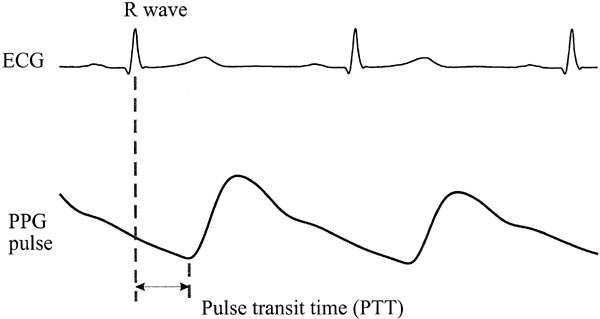 R wave
ECG
PPG
pulse
Pulse transit time (PTT)